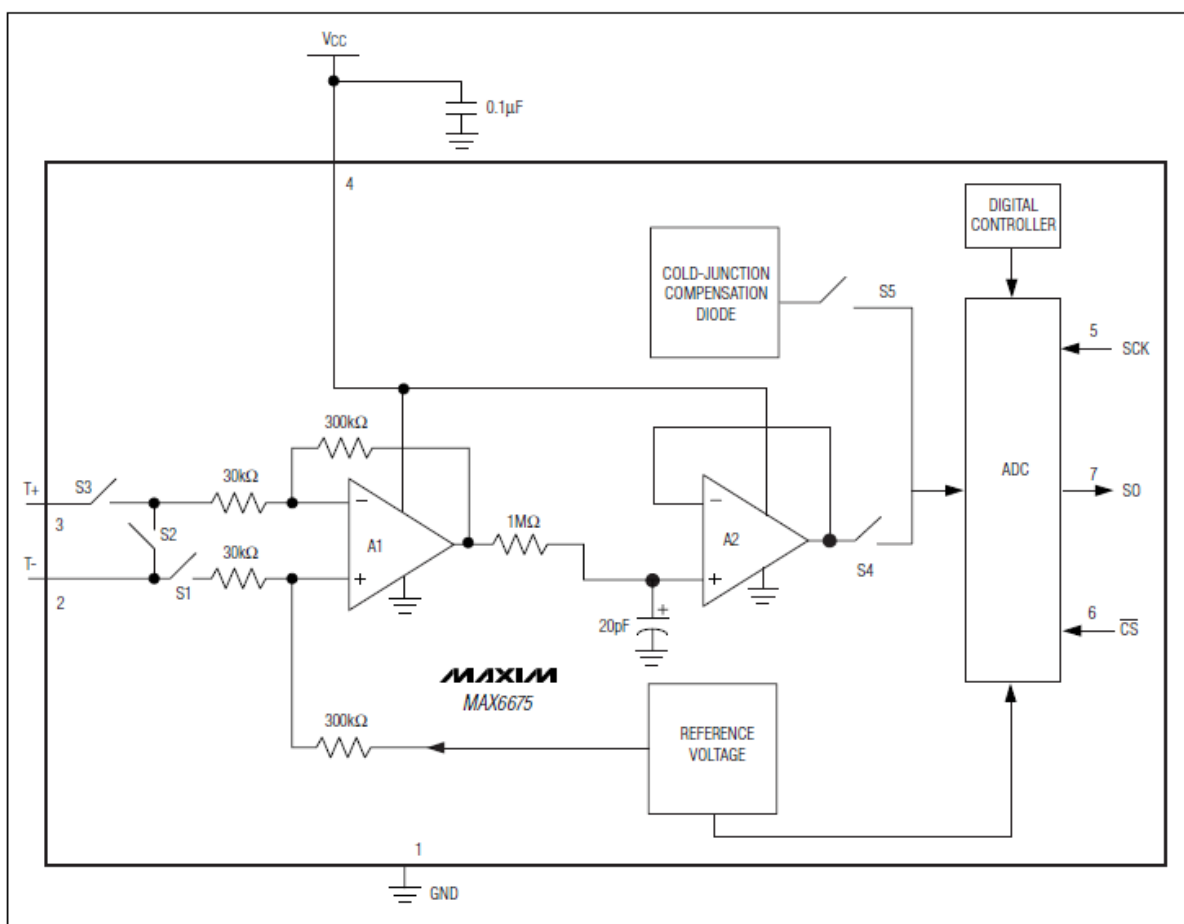 VCC
0.1µF
4
DIGITAL
CONTROLLER
COLD-JUNCTION
COMPENSATION
DIODE
S5
5
SCK
300kΩ
30kΩ
T+
S3
3
S2
A1
1MΩ
A2
ADC
7
SO
T-
2
S1
30kΩ
S4
20pF
6
CS
MAXIM
MAX6675
300kΩ
REFERENCE
VOLTAGE
1
GND